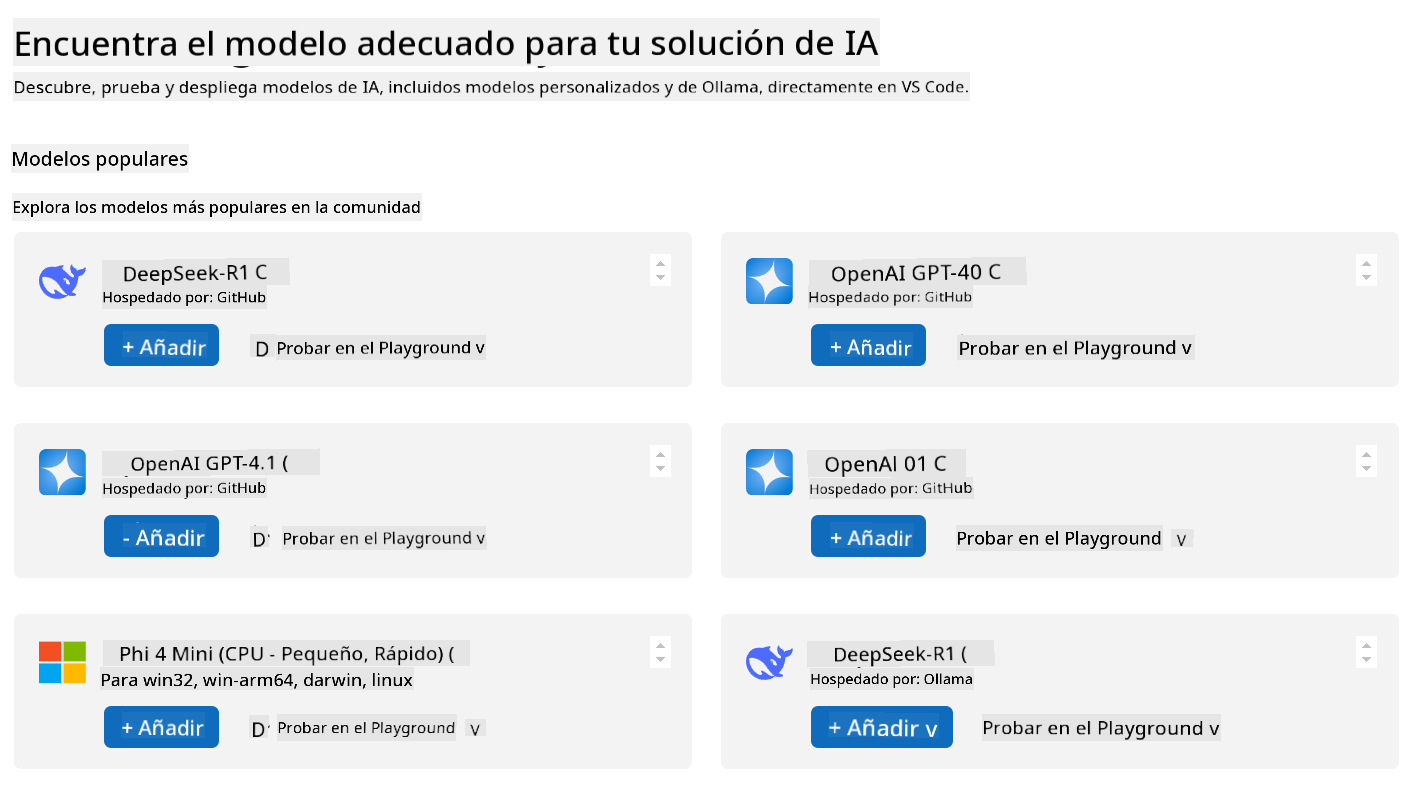 Encuentra el modelo adecuado para tu solución de IA
Descubre, prueba y despliega modelos de IA, incluidos modelos personalizados y de Ollama, directamente en VS Code.
Modelos populares
Explora los modelos más populares en la comunidad
DeepSeek-R1 C
Hospedado por: GitHub
+ Añadir
D Probar en el Playground v
OpenAI GPT-40 C
Hospedado por: GitHub
+ Añadir
Probar en el Playground v
OpenAI GPT-4.1 (
Hospedado por: GitHub
- Añadir
D Probar en el Playground v
OpenAI 01 C
Hospedado por: GitHub
+ Añadir
Probar en el Playground v
Phi 4 Mini (CPU - Pequeño, Rápido) (
Para win32, win-arm64, darwin, linux
+ Añadir
D Probar en el Playground v
DeepSeek-R1 (
Hospedado por: Ollama
+ Añadir v
Probar en el Playground v